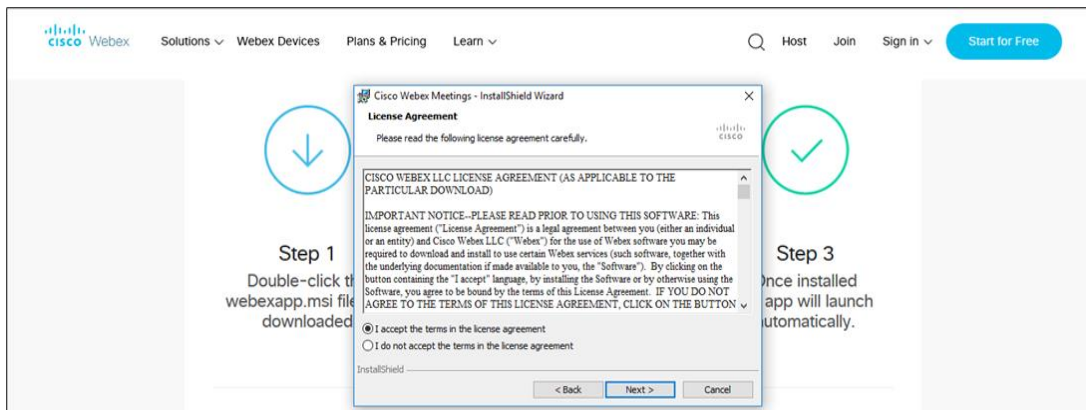 CISCO Webex Solutions Webex Devices Plans & Pricing Learn Host Join Sign in Start for Free
Cisco Webex Meetings - InstallShield Wizard
License Agreement
Please read the following license agreement carefully.
CISCO
CISCO WEBEX LLC LICENSE AGREEMENT (AS APPLICABLE TO THE
PARTICULAR DOWNLOAD)
IMPORTANT NOTICE--PLEASE READ PRIOR TO USING THIS SOFTWARE: This
license agreement ("License Agreement") is a legal agreement between you (either an individual
or an entity) and Cisco Webex LLC ("Webex") for the use of Webex software you may be
required to download and install to use certain Webex services (such software, together with
the underlying documentation if made available to you, the "Software"). By clicking on the
button containing the "I accept" language, by installing the Software or by otherwise using the
Software, you agree to be bound by the terms of this License Agreement. IF YOU DO NOT
AGREE TO THE TERMS OF THIS LICENSE AGREEMENT, CLICK ON THE BUTTON
I accept the terms in the license agreement
I do not accept the terms in the license agreement
InstallShield
< Back Next > Cancel
Step 1
Double-click
webexapp.msi
downloaded
Step 3
installed
app will launch